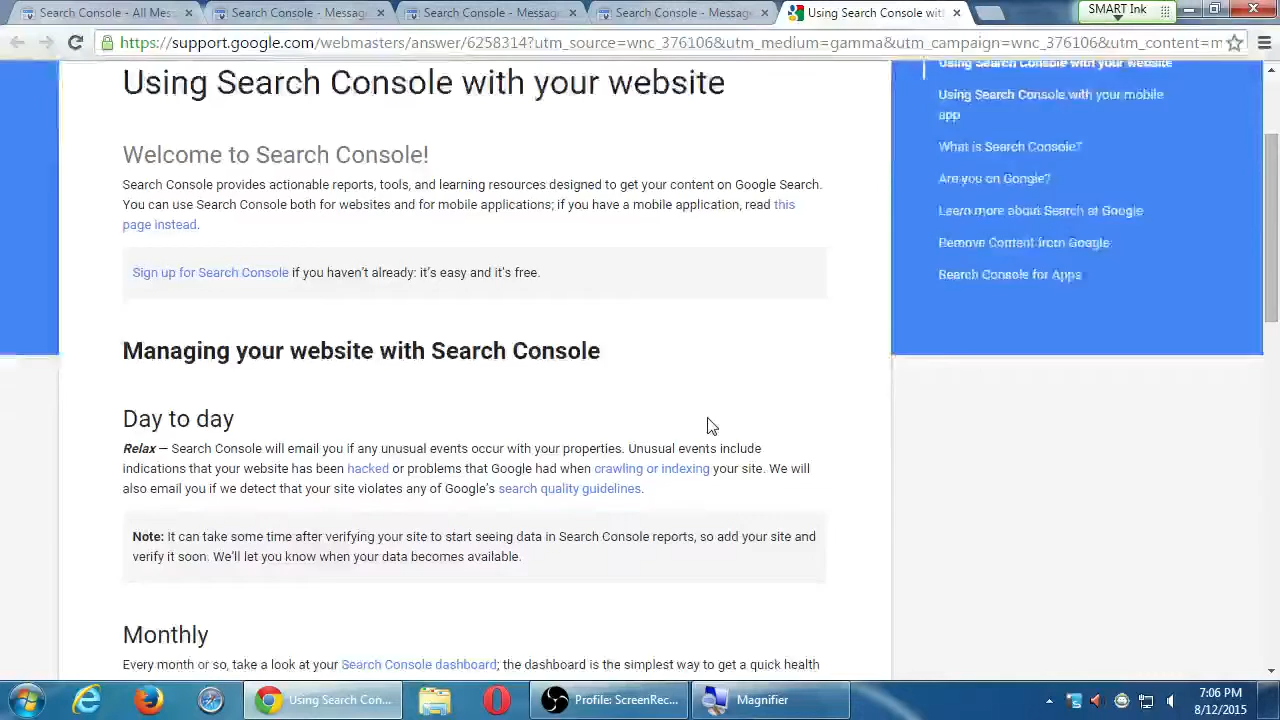 Search Console - All Mess
Search Console - Message
Search Console - Message
Search Console - Message
Using Search Console with
SMART Ink
https://support.google.com/webmasters/answer/6258314?utm_source=wnc_376106&utm_medium=gamma&utm_campaign=wnc_376106&utm_content=m
Using Search Console with your website
Using Search Console with your website
Using Search Console with your mobile
app
Welcome to Search Console!
What is Search Console?
Search Console provides actionable reports, tools, and learning resources designed to get your content on Google Search.
Are you on Google?
You can use Search Console both for websites and for mobile applications; if you have a mobile application, read this
Learn more about Search at Google
page instead.
Remove Content from Google
Sign up for Search Console if you haven't already: it's easy and it's free.
Search Console for Apps
Managing your website with Search Console
Day to day
Relax — Search Console will email you if any unusual events occur with your properties. Unusual events include
indications that your website has been hacked or problems that Google had when crawling or indexing your site. We will
also email you if we detect that your site violates any of Google's search quality guidelines.
Note: It can take some time after verifying your site to start seeing data in Search Console reports, so add your site and
verify it soon. We'll let you know when your data becomes available.
Monthly
Every month or so, take a look at your Search Console dashboard; the dashboard is the simplest way to get a quick health
Using Search Con...
Profile: ScreenRec...
Magnifier
7:06 PM
8/12/2015